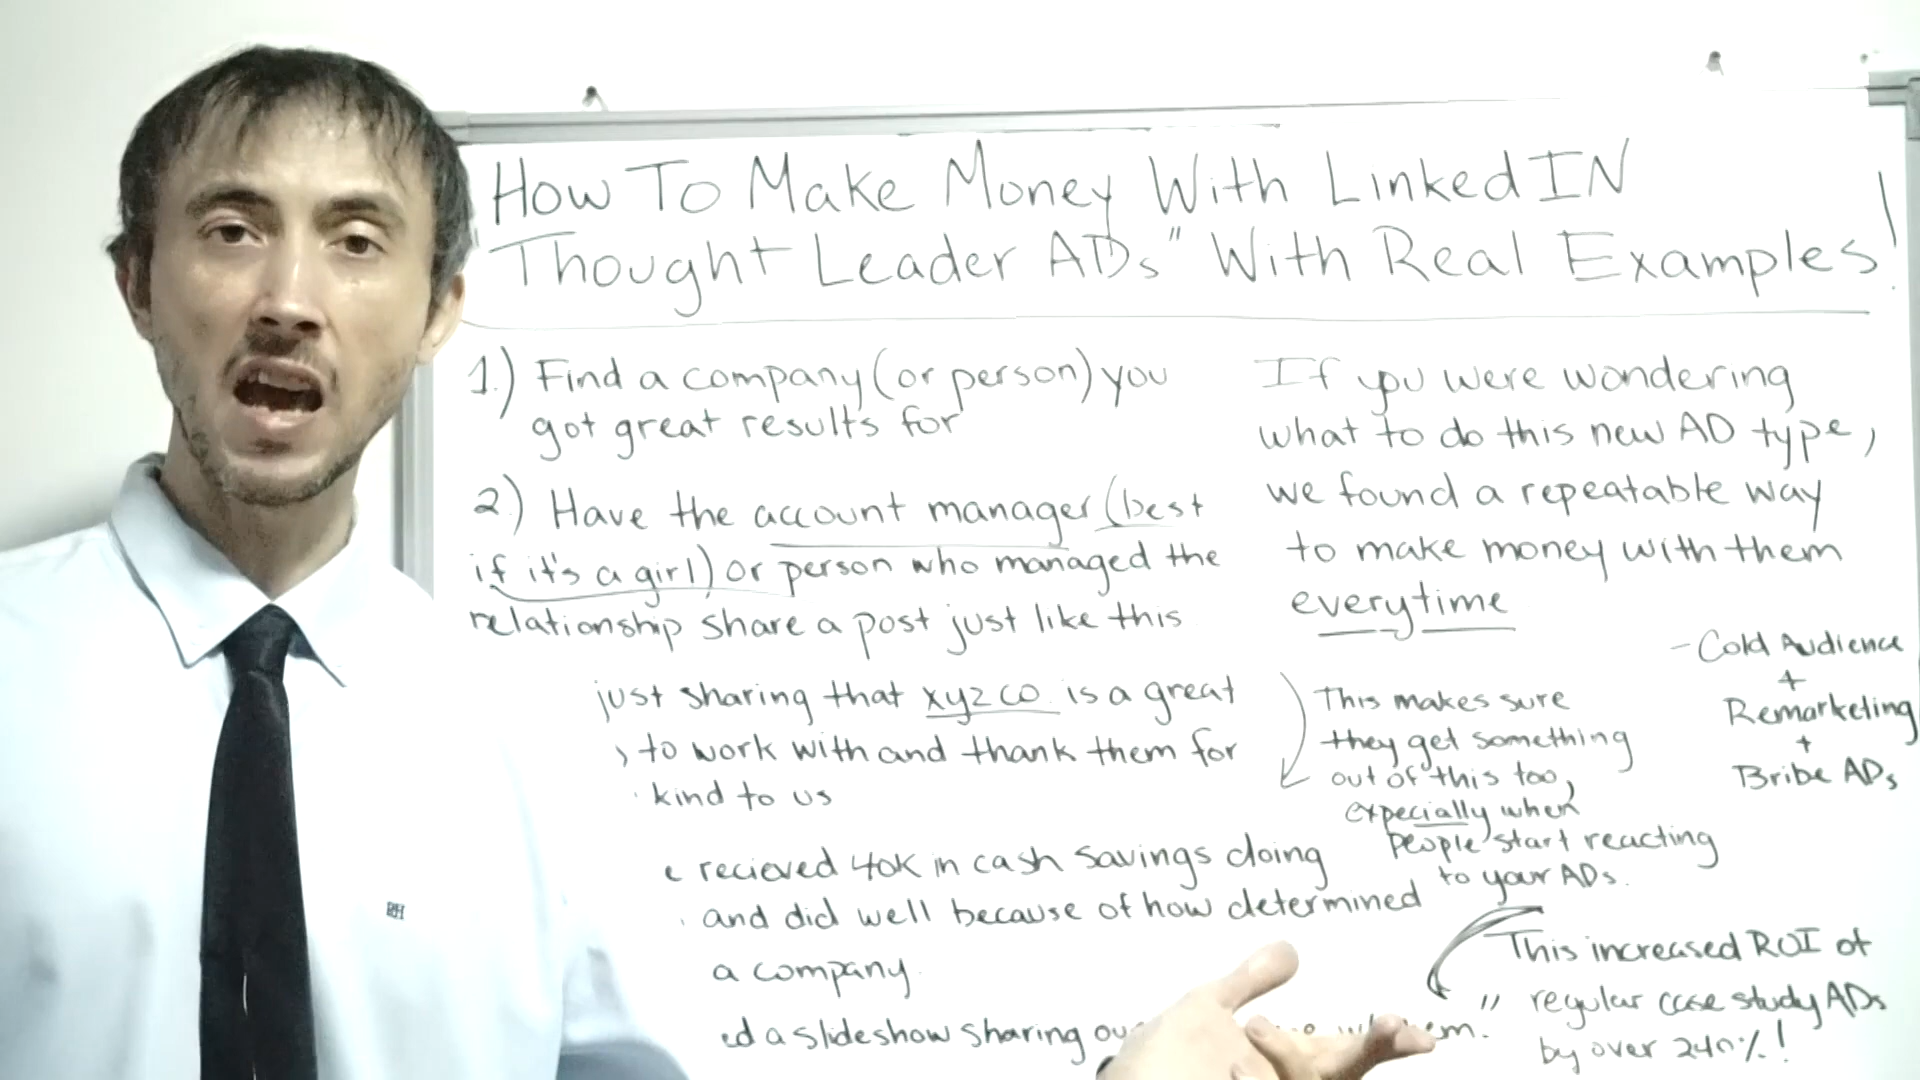 How To Make Money With LinkedIN
"Thought Leader ADs" With Real Examples!
1.) Find a company (or person) you
got great results for
2.) Have the account manager (best
if it's a girl) or person who managed the
relationship share a post just like this
just sharing that xyz co. is a great
to work with and thank them for
kind to us
recieved 40K in cash savings doing
and did well because of how determined
a company.
a slideshow sharing
If you were wondering
what to do this new AD type,
we found a repeatable way
to make money with them
everytime
This makes sure
they get something
out of this too,
expecially when
people start reacting
to your ADs.
- Cold Audience
+
Remarketing
+
Bribe ADs
This increased ROI of
regular case study ADs
by over 240%!